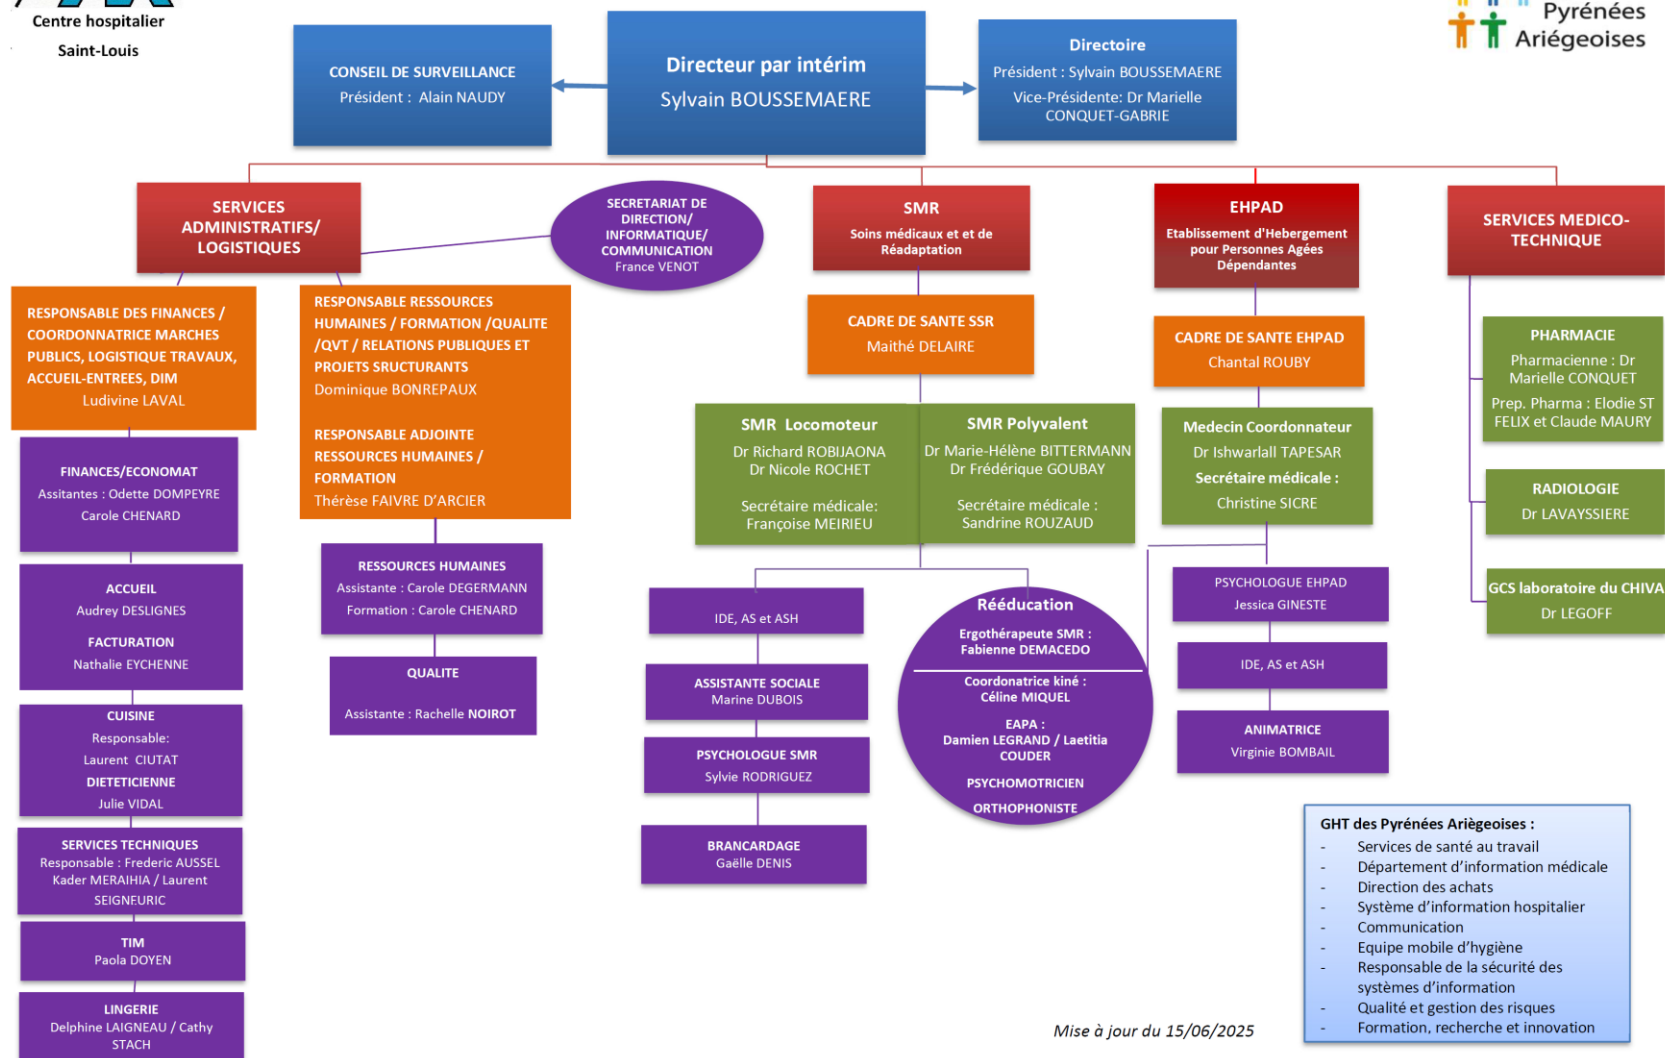 Centre hospitalier
Saint-Louis
Pyrénées
Ariégeoises
CONSEIL DE SURVEILLANCE
Président : Alain NAUDY
Directeur par intérim
Sylvain BOUSSEMAERE
Directoire
Président : Sylvain BOUSSEMAERE
Vice-Présidente: Dr Marielle
CONQUET-GABRIE
SERVICES
ADMINISTRATIFS/
LOGISTIQUES
SECRETARIAT DE
DIRECTION/
INFORMATIQUE/
COMMUNICATION
France VENOT
SMR
Soins médicaux et et de
Réadaptation
EHPAD
Etablissement d'Hebergement
pour Personnes Agées
Dépendantes
SERVICES MEDICO-
TECHNIQUE
RESPONSABLE DES FINANCES /
COORDONNATRICE MARCHES
PUBLICS, LOGISTIQUE TRAVAUX,
ACCUEIL-ENTREES, DIM
Ludivine LAVAL
RESPONSABLE RESSOURCES
HUMAINES / FORMATION /QUALITE
/QVT / RELATIONS PUBLIQUES ET
PROJETS SRUCTURANTS
Dominique BONREPAUX
RESPONSABLE ADJOINTE
RESSOURCES HUMAINES /
FORMATION
Thérèse FAIVRE D'ARCIER
CADRE DE SANTE SSR
Maithé DELAIRE
CADRE DE SANTE EHPAD
Chantal ROUBY
PHARMACIE
Pharmacienne : Dr
Marielle CONQUET
Prep. Pharma : Elodie ST
FELIX et Claude MAURY
SMR Locomoteur
Dr Richard ROBIJAONA
Dr Nicole ROCHET
Secrétaire médicale:
Françoise MEIRIEU
SMR Polyvalent
Dr Marie-Hélène BITTERMANN
Dr Frédérique GOUBAY
Secrétaire médicale :
Sandrine ROUZAUD
Medecin Coordonnateur
Dr Ishwarlall TAPESAR
Secrétaire médicale :
Christine SICRE
RADIOLOGIE
Dr LAVAYSSIERE
GCS laboratoire du CHIVA
Dr LEGOFF
FINANCES/ECONOMAT
Assitantes : Odette DOMPEYRE
Carole CHENARD
ACCUEIL
Audrey DESLIGNES
FACTURATION
Nathalie EYCHENNE
CUISINE
Responsable:
Laurent CIUTAT
DIETETICIENNE
Julie VIDAL
SERVICES TECHNIQUES
Responsable : Frederic AUSSEL
Kader MERAIHIA / Laurent
SEIGNEURIC
TIM
Paola DOYEN
LINGERIE
Delphine LAIGNEAU / Cathy
STACH
RESSOURCES HUMAINES
Assistante : Carole DEGERMANN
Formation : Carole CHENARD
QUALITE
Assistante : Rachelle NOIROT
IDE, AS et ASH
ASSISTANTE SOCIALE
Marine DUBOIS
PSYCHOLOGUE SMR
Sylvie RODRIGUEZ
BRANCARDAGE
Gaëlle DENIS
Rééducation
Ergothérapeute SMR :
Fabienne DEMACEDO
Coordonatrice kiné :
Céline MIQUEL
EAPA :
Damien LEGRAND / Laetitia
COUDER
PSYCHOMOTRICIEN
ORTHOPHONISTE
PSYCHOLOGUE EHPAD
Jessica GINESTE
IDE, AS et ASH
ANIMATRICE
Virginie BOMBAIL
GHT des Pyrénées Ariègeoises :
- Services de santé au travail
- Département d'information médicale
- Direction des achats
- Système d'information hospitalier
- Communication
- Equipe mobile d'hygiène
- Responsable de la sécurité des
systèmes d'information
- Qualité et gestion des risques
- Formation, recherche et innovation
Mise à jour du 15/06/2025